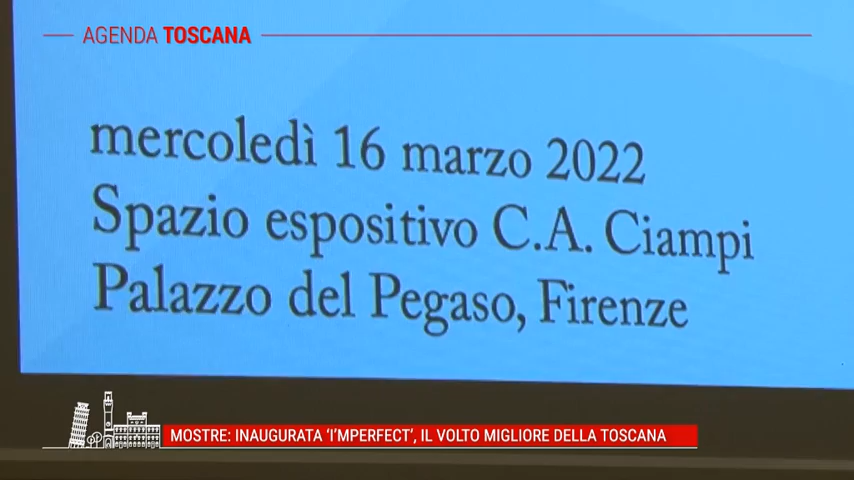 AGENDA TOSCANA
mercoledì 16 marzo 2022
Spazio espositivo C.A. Ciampi
Palazzo del Pegaso, Firenze
MOSTRE: INAUGURATA ‘I’MPERFECT’, IL VOLTO MIGLIORE DELLA TOSCANA